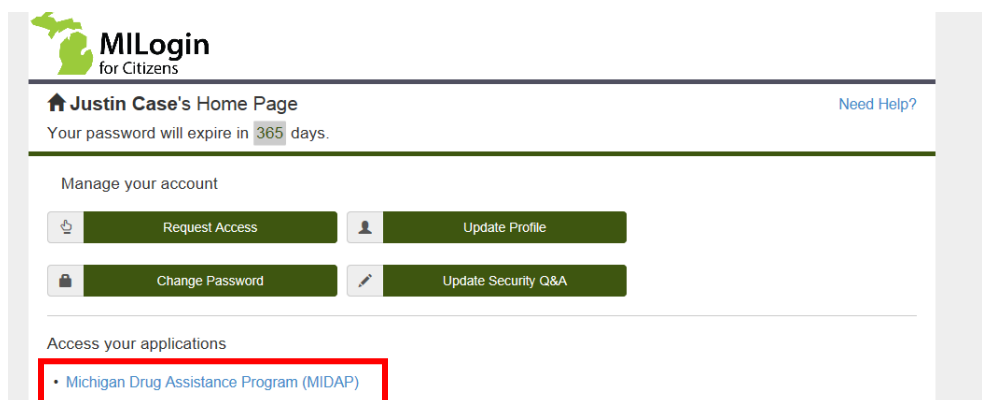 MILogin
for Citizens
Justin Case's Home Page
Need Help?
Your password will expire in 365 days.
Manage your account
Request Access
Update Profile
Change Password
Update Security Q&A
Access your applications
• Michigan Drug Assistance Program (MIDAP)